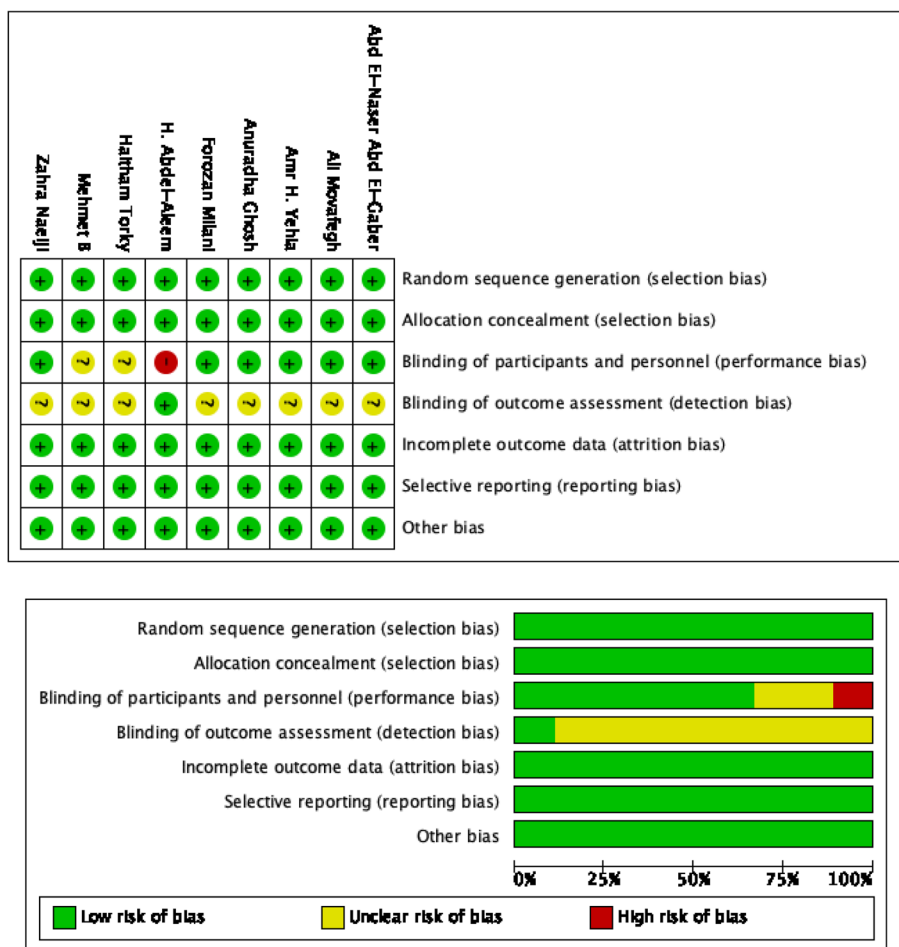 Zahra Naeiji
Mehmet B
Haitham Torky
H. Abdel-Aleem
Forozan Milani
Anuradha Ghosh
Amr H. Yehia
Ali Movafegh
Abd El-Naser Abd El-Gaber
+ + + + + + + + + Random sequence generation (selection bias)
+ + + + + + + + + Allocation concealment (selection bias)
+ ? ? - + + + + + Blinding of participants and personnel (performance bias)
? ? ? + ? ? ? ? ? Blinding of outcome assessment (detection bias)
+ + + + + + + + + Incomplete outcome data (attrition bias)
+ + + + + + + + + Selective reporting (reporting bias)
+ + + + + + + + + Other bias
Random sequence generation (selection bias)
Allocation concealment (selection bias)
Blinding of participants and personnel (performance bias)
Blinding of outcome assessment (detection bias)
Incomplete outcome data (attrition bias)
Selective reporting (reporting bias)
Other bias
0% 25% 50% 75% 100%
Low risk of bias Unclear risk of bias High risk of bias